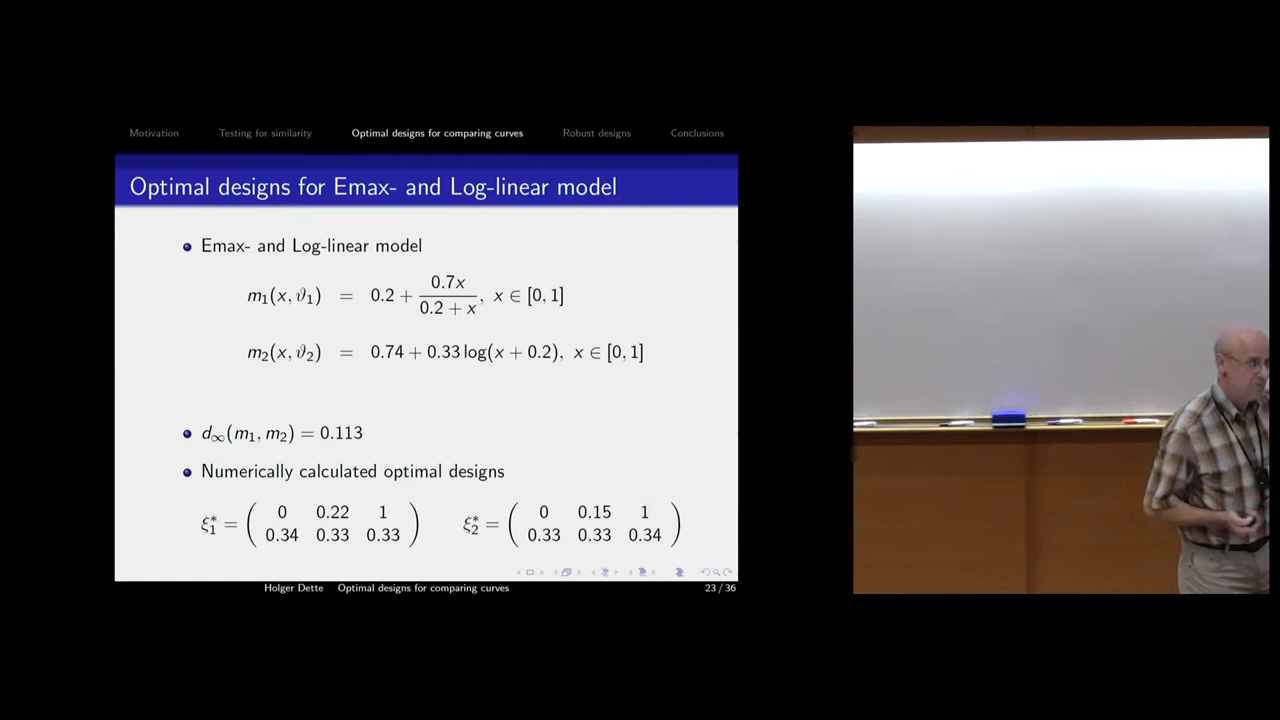 Motivation Testing for similarity Optimal designs for comparing curves Robust designs Conclusions
Optimal designs for Emax- and Log-linear model
Emax- and Log-linear model
m₁(x, ϑ₁) = 0.2 + 0.7x / (0.2 + x), x ∈ [0, 1]
m₂(x, ϑ₂) = 0.74 + 0.33 log(x + 0.2), x ∈ [0, 1]
d∞(m₁, m₂) = 0.113
Numerically calculated optimal designs
ξ₁* = ( 0 0.22 1 ) ξ₂* = ( 0 0.15 1 )
0.34 0.33 0.33 0.33 0.33 0.34
Holger Dette Optimal designs for comparing curves 23 / 36